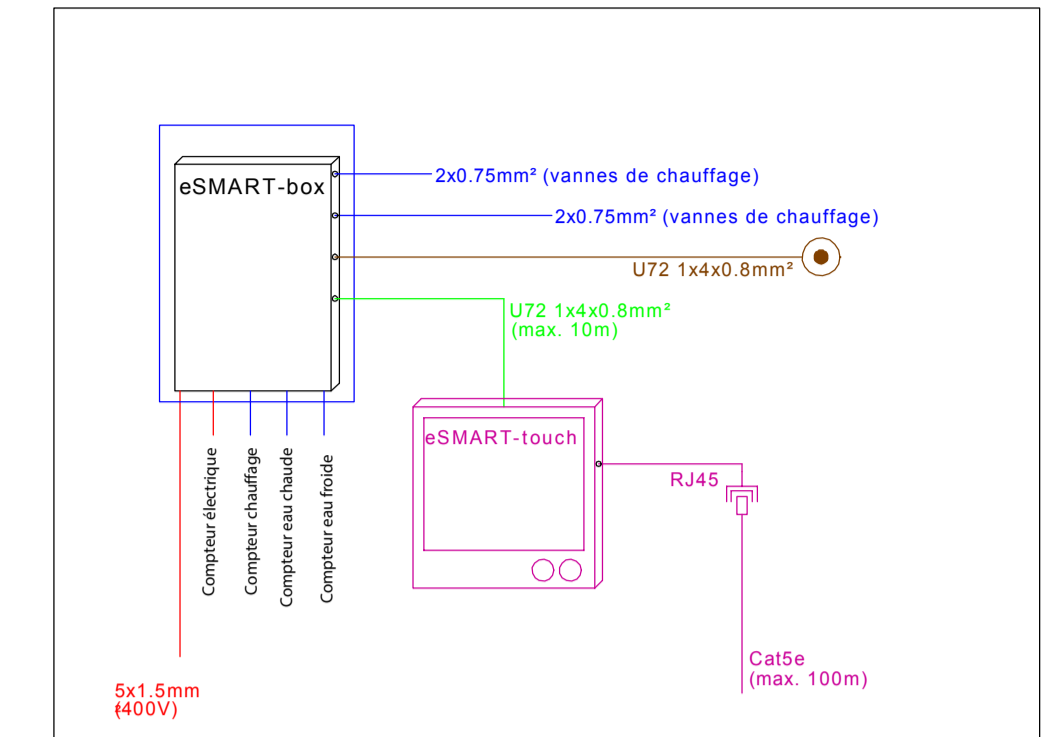 eSMART-box
2x0.75mm² (vannes de chauffage)
2x0.75mm² (vannes de chauffage)
U72 1x4x0.8mm²
U72 1x4x0.8mm²
(max. 10m)
eSMART-touch
RJ45
Compteur électrique
Compteur chauffage
Compteur eau chaude
Compteur eau froide
Cat5e
(max. 100m)
5x1.5mm²
(400V)